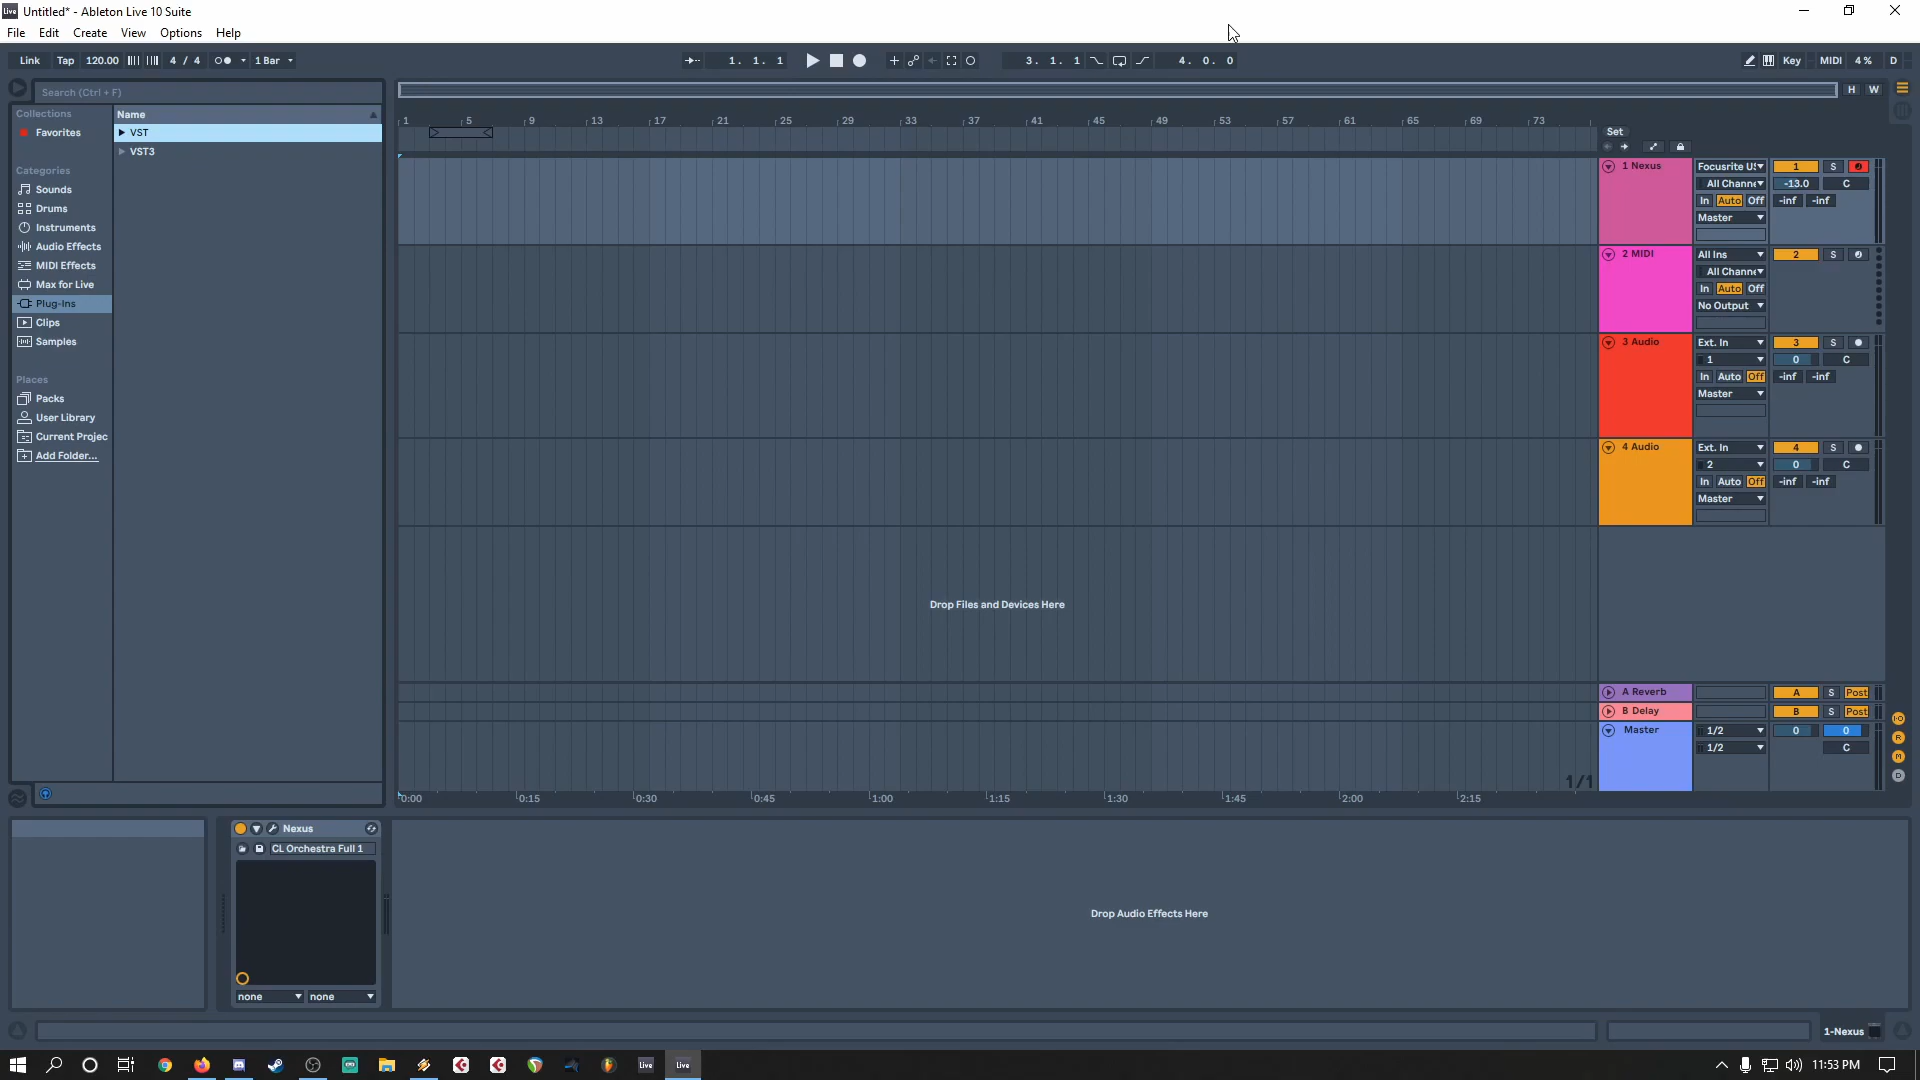 Untitled* - Ableton Live 10 Suite
File Edit Create View Options Help
Link Tap 120.00 4 / 4 1 Bar 1. 1. 1 3. 1. 1 4. 0. 0 Key MIDI 4 % D
Search (Ctrl + F)
H W
Collections
Favorites
Categories
Sounds
Drums
Instruments
Audio Effects
MIDI Effects
Max for Live
Plug-Ins
Clips
Samples
Places
Packs
User Library
Current Projec
Add Folder...
Name
VST
VST3
1 5 9 13 17 21 25 29 33 37 41 45 49 53 57 61 65 69 73
Set
1 Nexus Focusrite US 1 S
All Channe -13.0 C
In Auto Off -inf -inf
Master
2 MIDI All Ins 2 S
All Channe
In Auto Off
No Output
3 Audio Ext. In 3 S
1 0 C
In Auto Off -inf -inf
Master
4 Audio Ext. In 4 S
2 0 C
In Auto Off -inf -inf
Master
Drop Files and Devices Here
A Reverb A S Post
B Delay B S Post
Master 1/2 0 0
1/2 C
1/1
I·O
R
M
D
0:00 0:15 0:30 0:45 1:00 1:15 1:30 1:45 2:00 2:15
Nexus
CL Orchestra Full 1
none none
Drop Audio Effects Here
1-Nexus
Live Live 11:53 PM